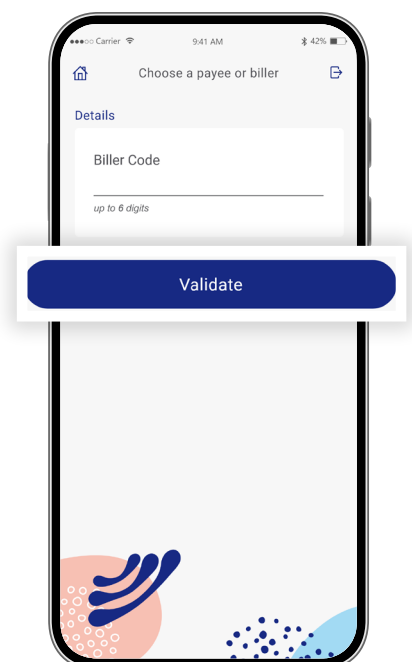 Carrier 9:41 AM 42%
Choose a payee or biller
Details
Biller Code
up to 6 digits
Validate